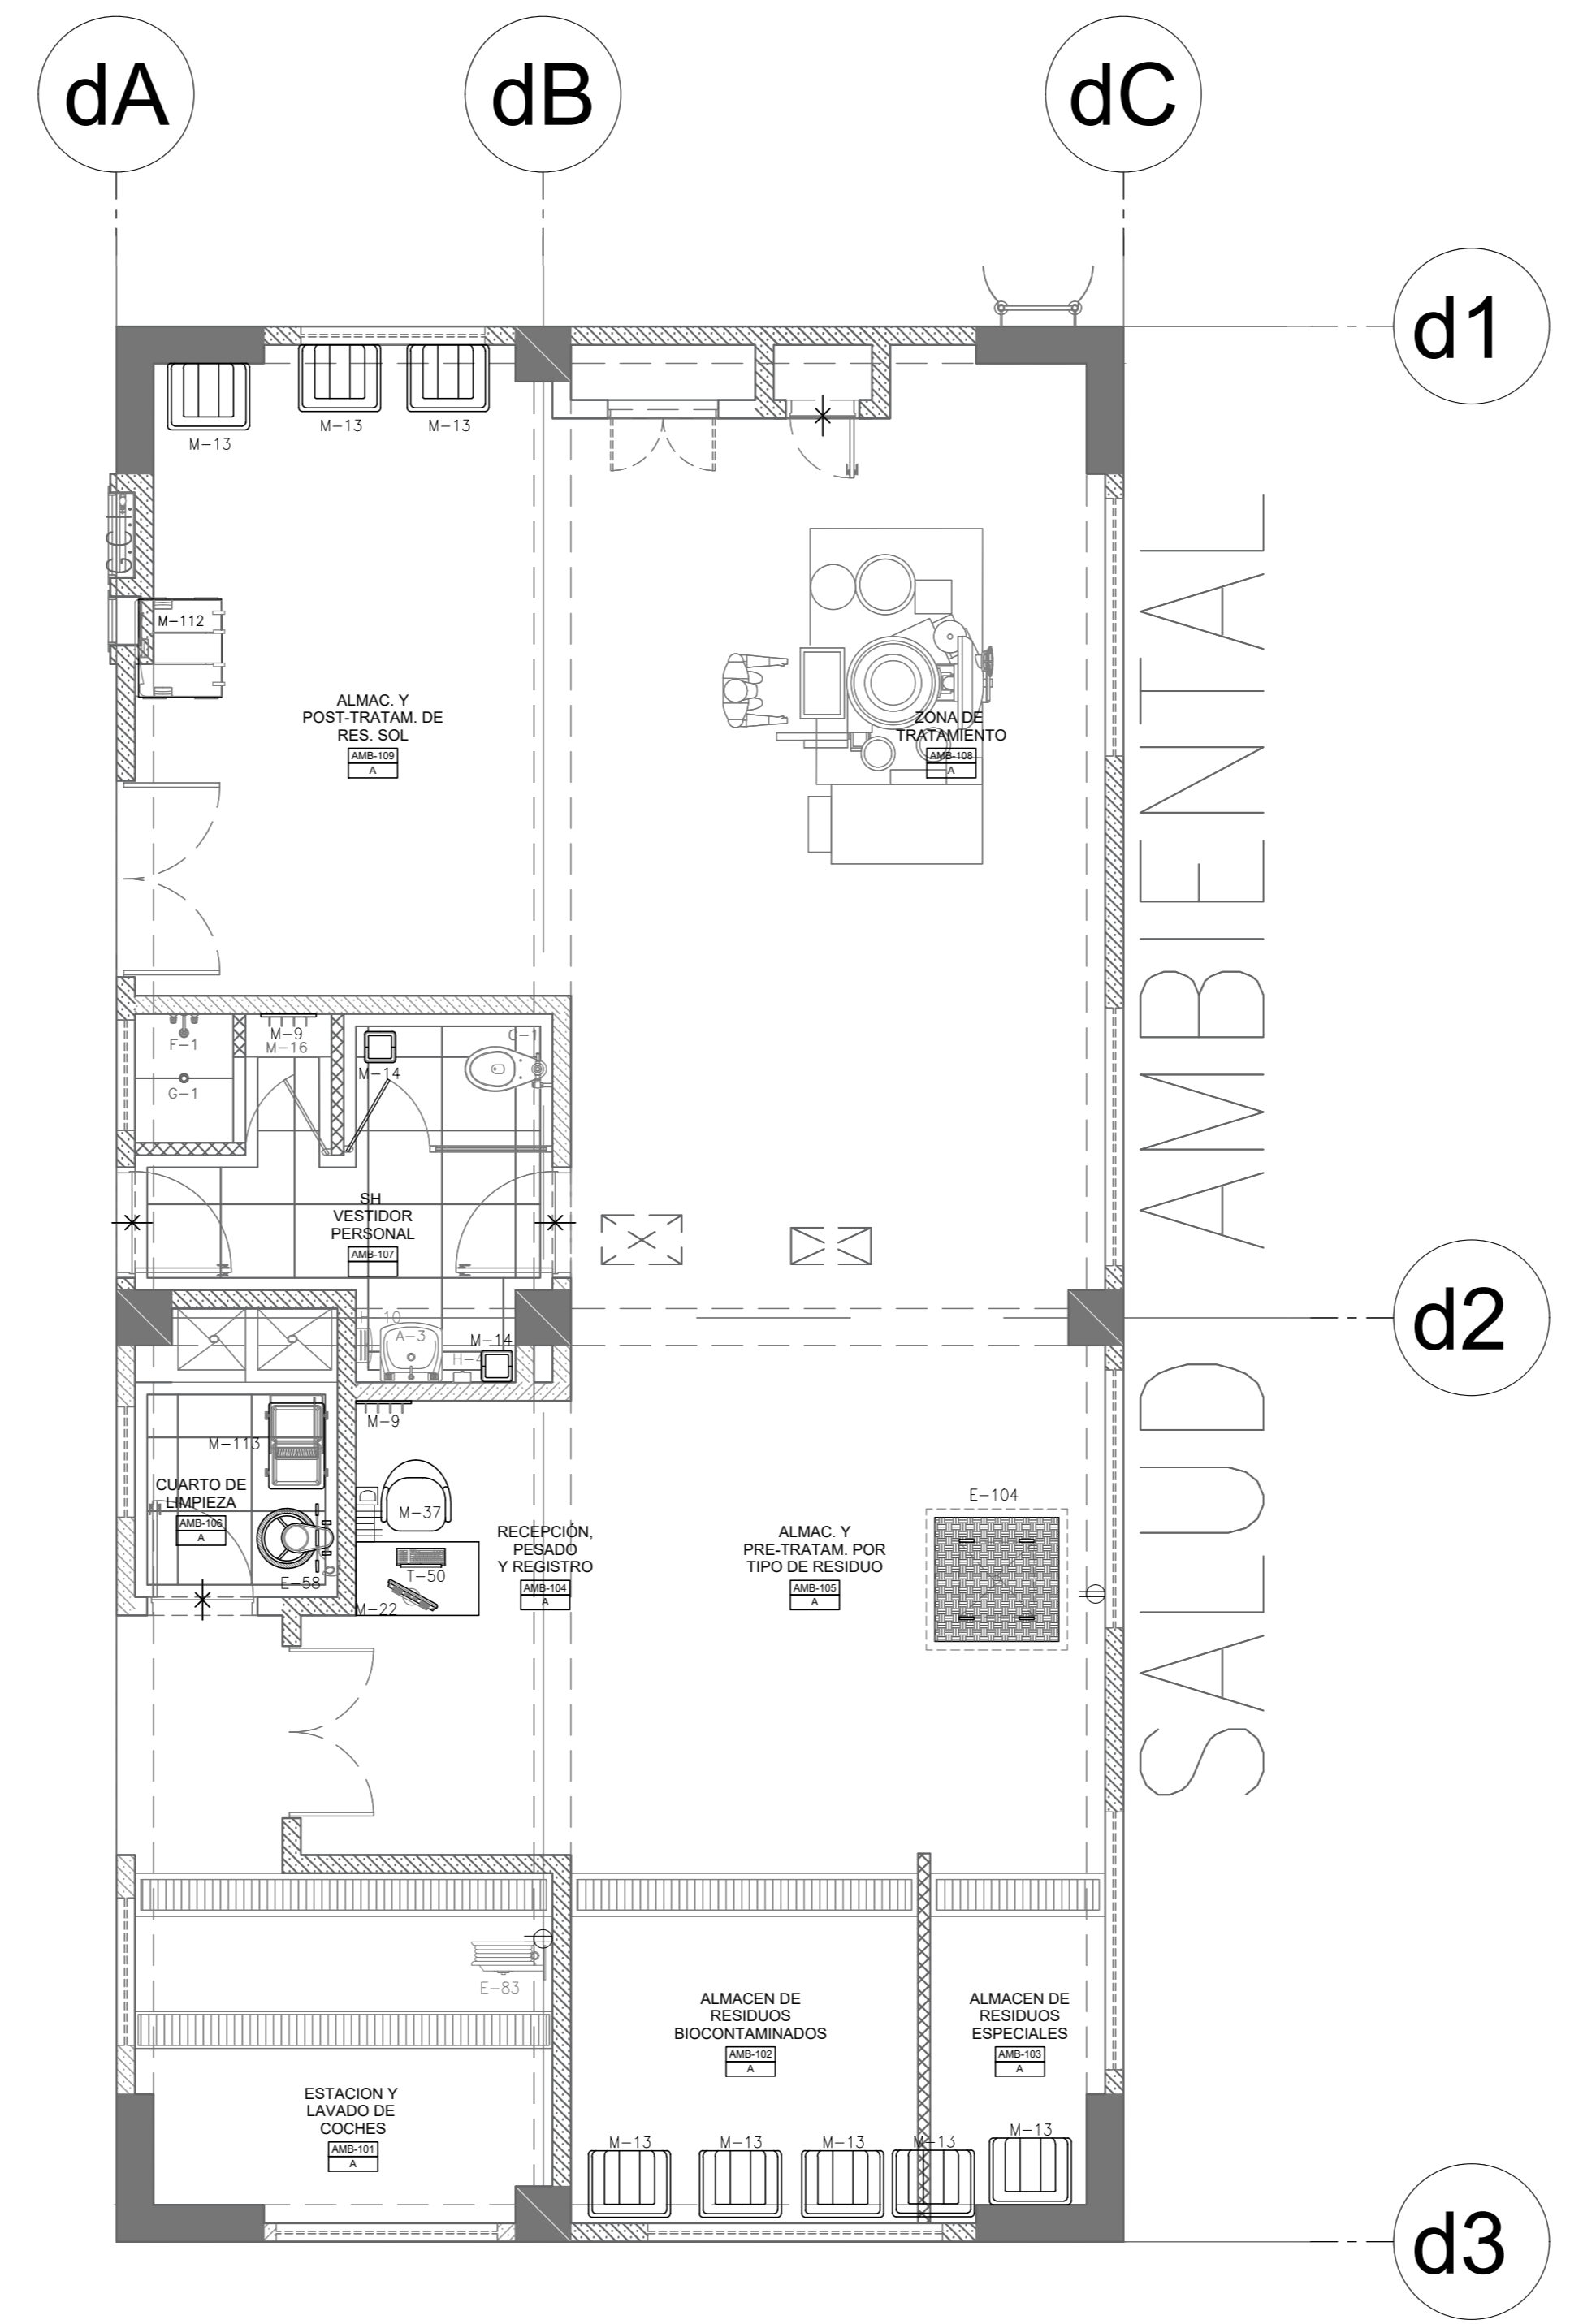 dA
dB
dC
d1
M-13
M-13
M-13
M-112
ALMAC. Y
POST-TRATAM. DE
RES. SOL
AMB-109
A
ZONA DE
TRATAMIENTO
AMB-108
A
F-1
G-1
M-9
M-16
M-14
SH
VESTIDOR
PERSONAL
AMB-107
d2
A-3
M-14
M-9
M-113
CUARTO DE
LIMPIEZA
AMB-106
A
E-58
M-37
T-50
M-22
RECEPCIÓN,
PESADO
Y REGISTRO
AMB-104
A
ALMAC. Y
PRE-TRATAM. POR
TIPO DE RESIDUO
AMB-105
A
E-104
SALUD AMBIENTAL
E-83
ESTACION Y
LAVADO DE
COCHES
AMB-101
A
ALMACEN DE
RESIDUOS
BIOCONTAMINADOS
AMB-102
A
ALMACEN DE
RESIDUOS
ESPECIALES
AMB-103
A
M-13
M-13
M-13
M-13
M-13
d3